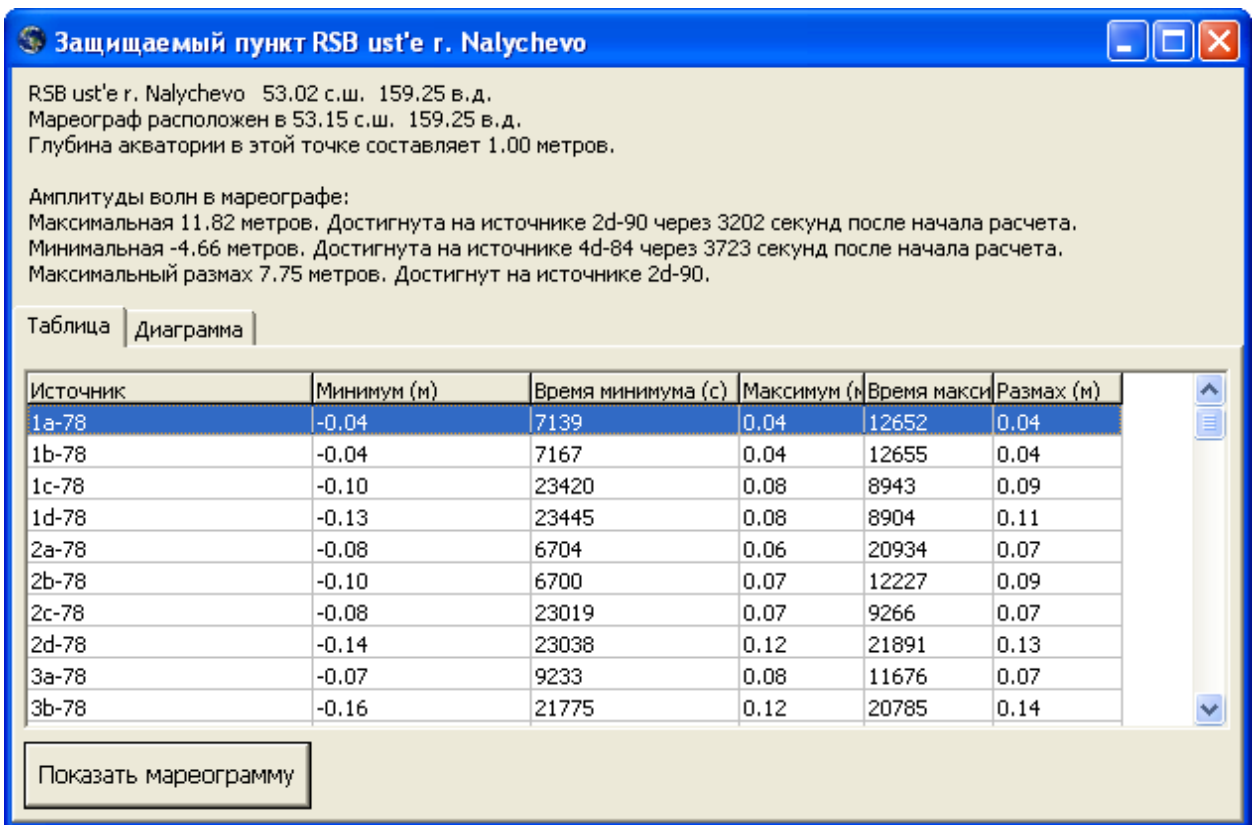 Защищаемый пункт RSB ust'e r. Nalychevo
RSB ust'e r. Nalychevo 53.02 с.ш. 159.25 в.д.
Мареограф расположен в 53.15 с.ш. 159.25 в.д.
Глубина акватории в этой точке составляет 1.00 метров.
Амплитуды волн в мареографе:
Максимальная 11.82 метров. Достигнута на источнике 2d-90 через 3202 секунд после начала расчета.
Минимальная -4.66 метров. Достигнута на источнике 4d-84 через 3723 секунд после начала расчета.
Максимальный размах 7.75 метров. Достигнут на источнике 2d-90.
Таблица Диаграмма
Источник Минимум (м) Время минимума (с) Максимум (м Время макси Размах (м)
1a-78 -0.04 7139 0.04 12652 0.04
1b-78 -0.04 7167 0.04 12655 0.04
1c-78 -0.10 23420 0.08 8943 0.09
1d-78 -0.13 23445 0.08 8904 0.11
2a-78 -0.08 6704 0.06 20934 0.07
2b-78 -0.10 6700 0.07 12227 0.09
2c-78 -0.08 23019 0.07 9266 0.07
2d-78 -0.14 23038 0.12 21891 0.13
3a-78 -0.07 9233 0.08 11676 0.07
3b-78 -0.16 21775 0.12 20785 0.14
Показать мареограмму